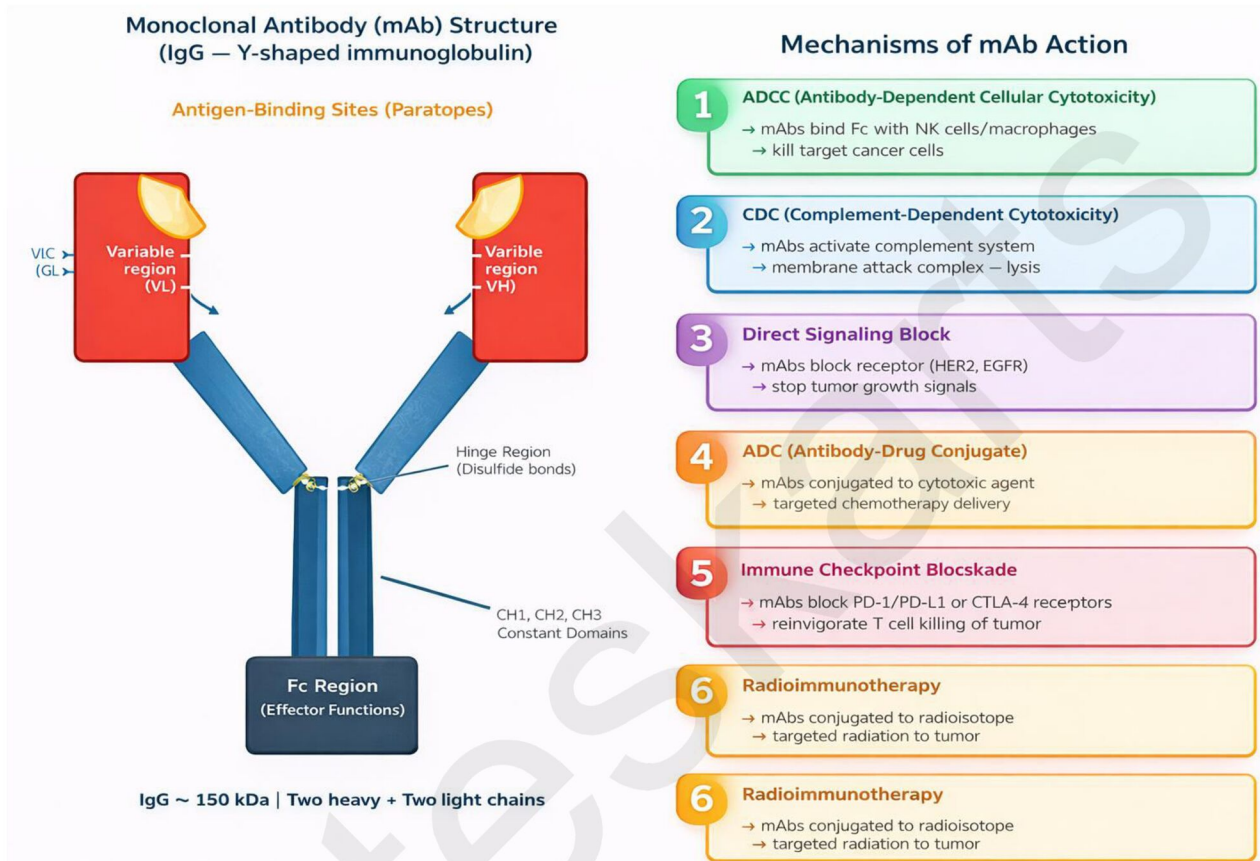 Monoclonal Antibody (mAb) Structure
(IgG — Y-shaped immunoglobulin)
Antigen-Binding Sites (Paratopes)
VIC
(GL
Variable
region
(VL)
Varible
region
VH)
Hinge Region
(Disulfide bonds)
CH1, CH2, CH3
Constant Domains
Fc Region
(Effector Functions)
IgG ~ 150 kDa | Two heavy + Two light chains
Mechanisms of mAb Action
1
ADCC (Antibody-Dependent Cellular Cytotoxicity)
→ mAbs bind Fc with NK cells/macrophages
→ kill target cancer cells
2
CDC (Complement-Dependent Cytotoxicity)
→ mAbs activate complement system
→ membrane attack complex — lysis
3
Direct Signaling Block
→ mAbs block receptor (HER2, EGFR)
→ stop tumor growth signals
4
ADC (Antibody-Drug Conjugate)
→ mAbs conjugated to cytotoxic agent
→ targeted chemotherapy delivery
5
Immune Checkpoint Blocskade
→ mAbs block PD-1/PD-L1 or CTLA-4 receptors
→ reinvigorate T cell killing of tumor
6
Radioimmunotherapy
→ mAbs conjugated to radioisotope
→ targeted radiation to tumor
6
Radioimmunotherapy
→ mAbs conjugated to radioisotope
→ targeted radiation to tumor
teskarts